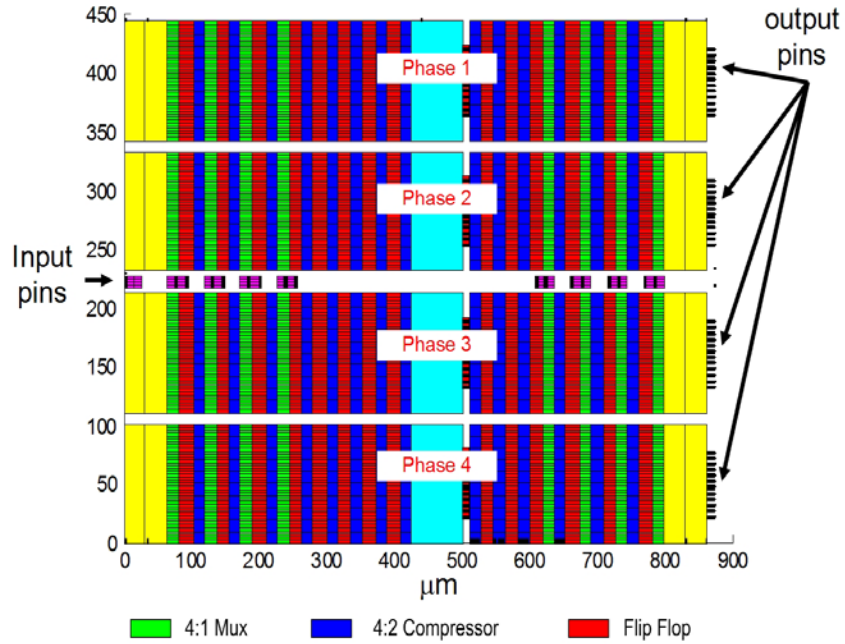 output
pins
450
400
350
300
250
200
150
100
50
0
Phase 1
Phase 2
Input
pins
Phase 3
Phase 4
0 100 200 300 400 500 600 700 800 900
μm
4:1 Mux 4:2 Compressor Flip Flop